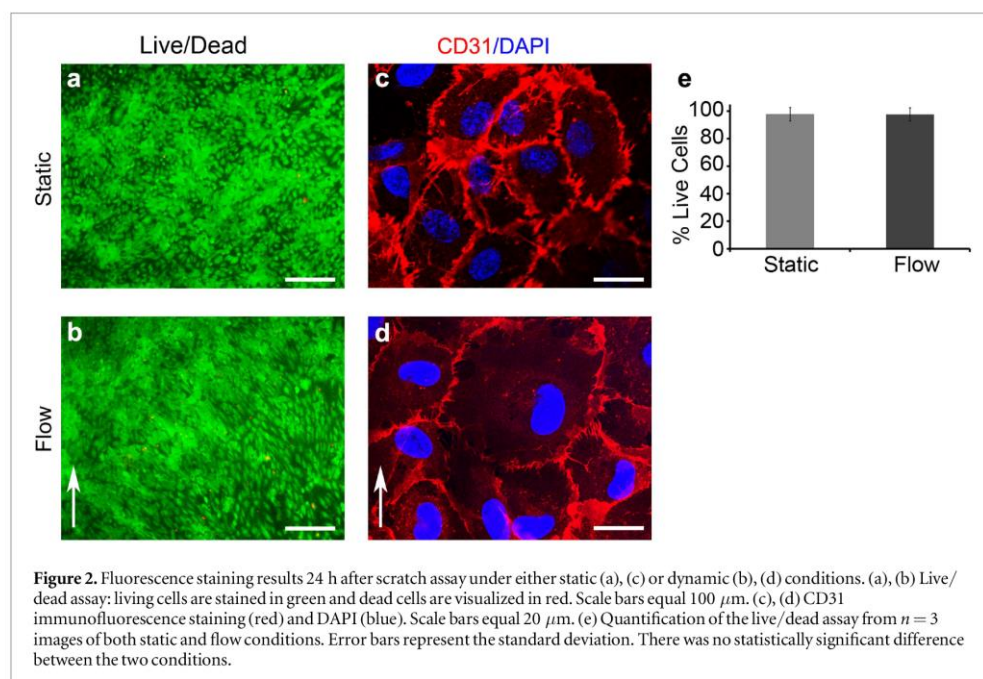 Live/Dead
CD31/DAPI
a
c
e
Static
100
80
60
40
20
0
% Live Cells
Static
Flow
b
d
Flow
Figure 2. Fluorescence staining results 24 h after scratch assay under either static (a), (c) or dynamic (b), (d) conditions. (a), (b) Live/
dead assay: living cells are stained in green and dead cells are visualized in red. Scale bars equal 100 μm. (c), (d) CD31
immunofluorescence staining (red) and DAPI (blue). Scale bars equal 20 μm. (e) Quantification of the live/dead assay from n = 3
images of both static and flow conditions. Error bars represent the standard deviation. There was no statistically significant difference
between the two conditions.